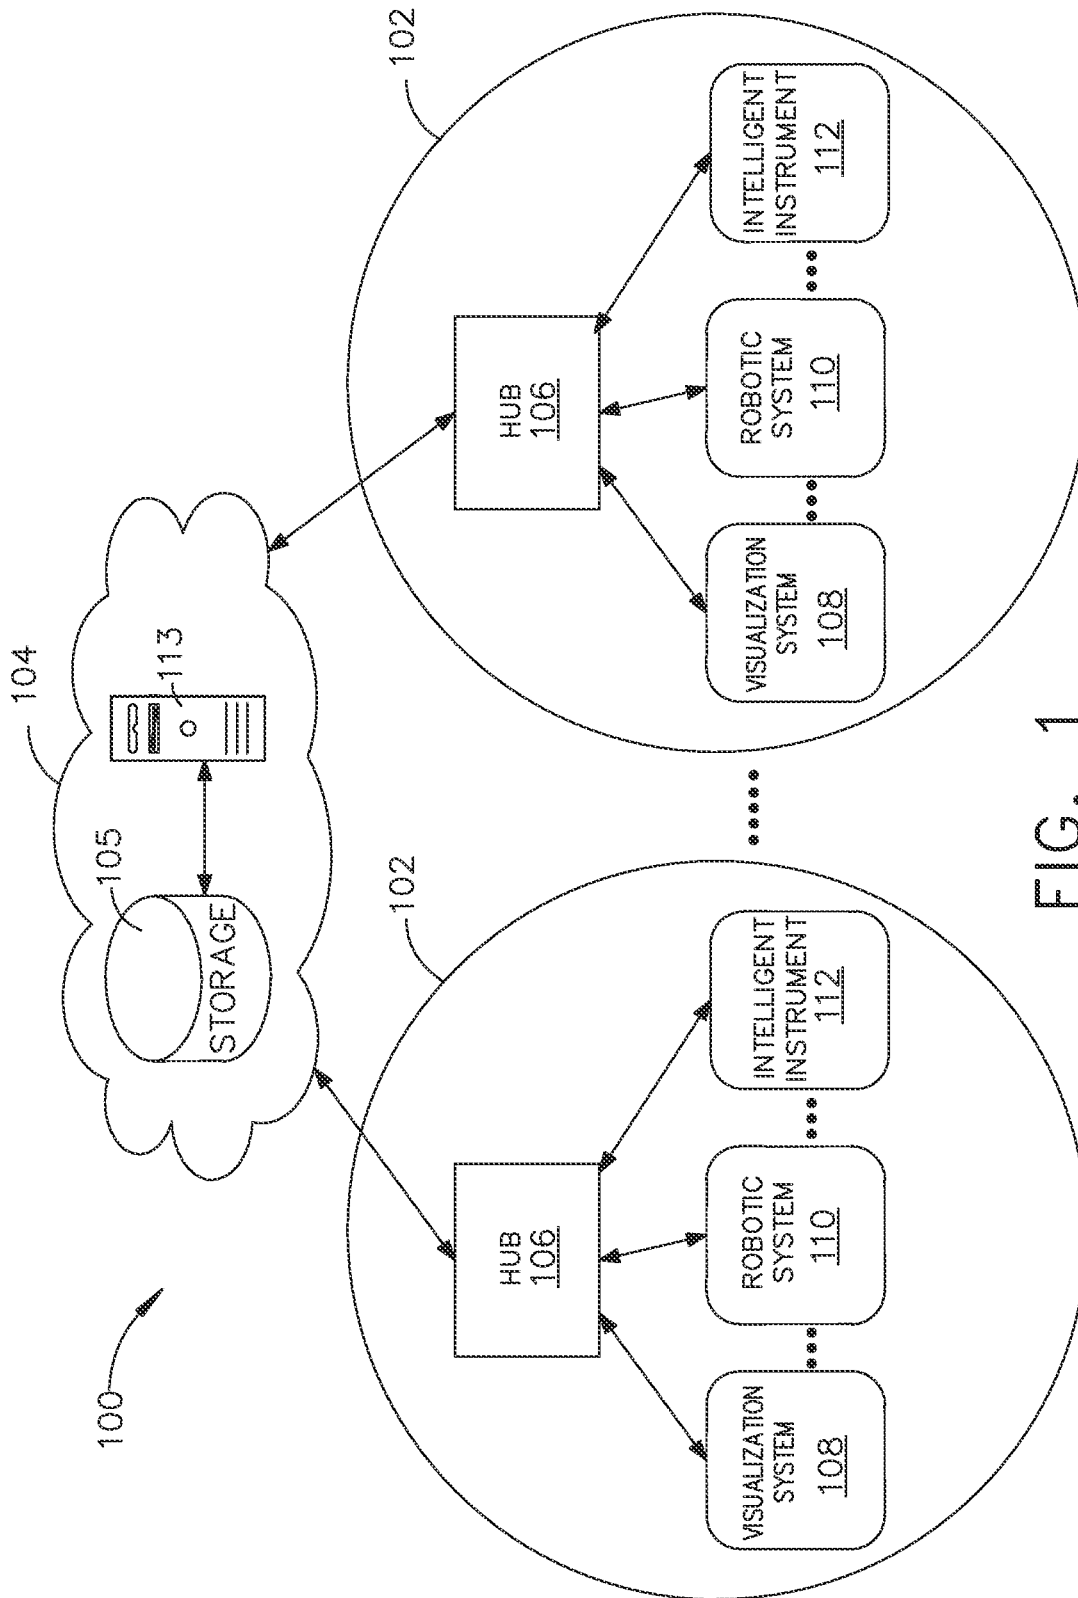 100
104
105
STORAGE
113
102
HUB
106
VISUALIZATION
SYSTEM
108
ROBOTIC
SYSTEM
110
INTELLIGENT
INSTRUMENT
112
102
HUB
106
VISUALIZATION
SYSTEM
108
ROBOTIC
SYSTEM
110
INTELLIGENT
INSTRUMENT
112
FIG. 1